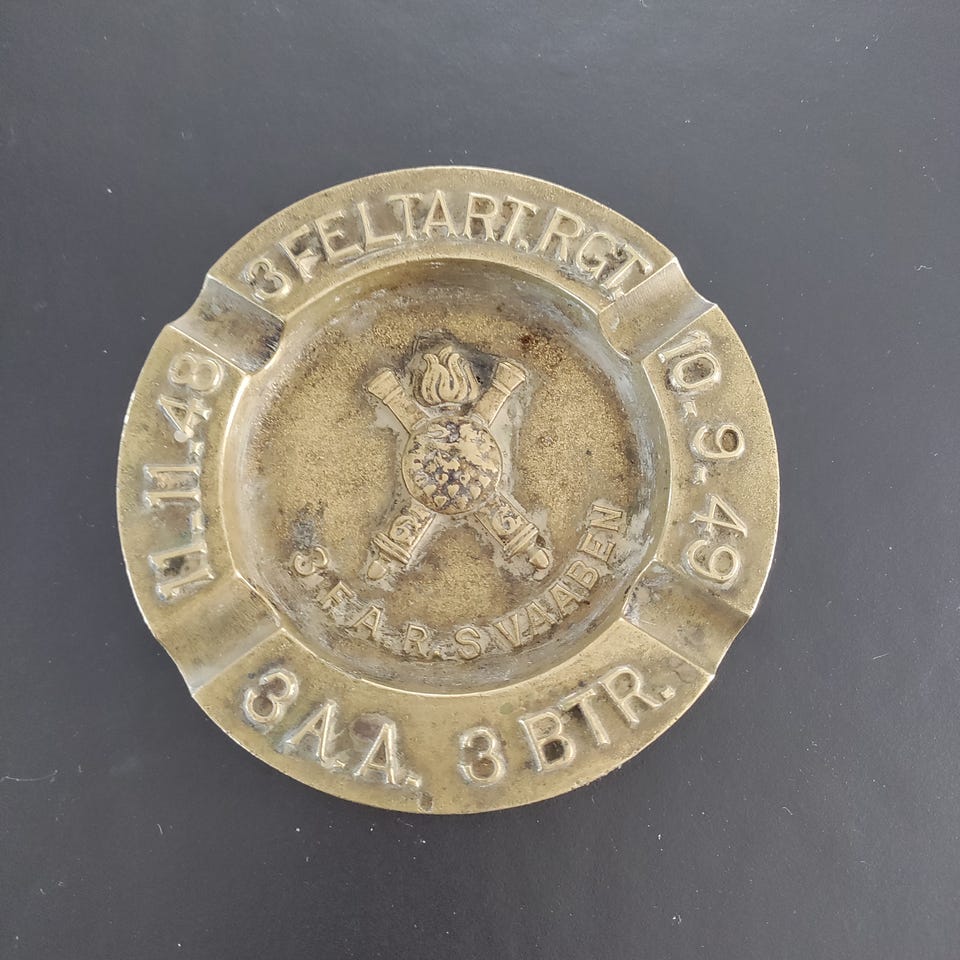 3 FELTART.RGT.
10.9.49
3 A.A. 3 BTR.
11.11.48
3.F.A.R.S VAABEN